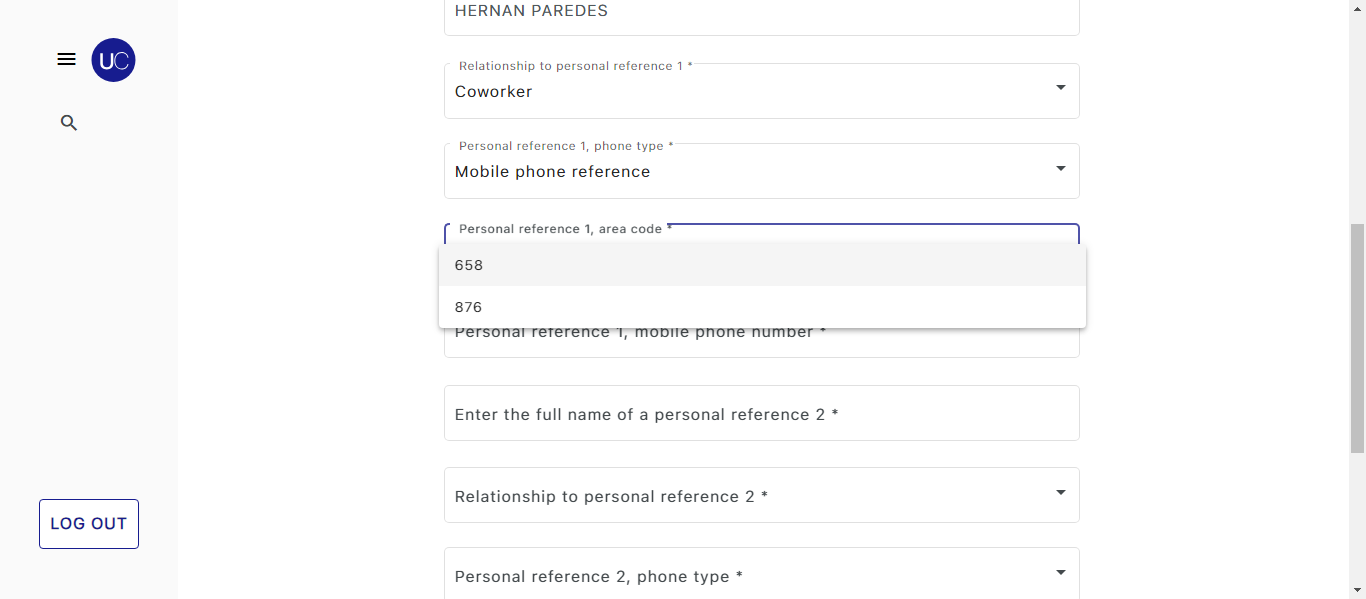 HERNAN PAREDES
UC
Relationship to personal reference 1 *
Coworker
Personal reference 1, phone type *
Mobile phone reference
Personal reference 1, area code *
658
876
Personal reference 1, mobile phone number *
Enter the full name of a personal reference 2 *
Relationship to personal reference 2 *
LOG OUT
Personal reference 2, phone type *